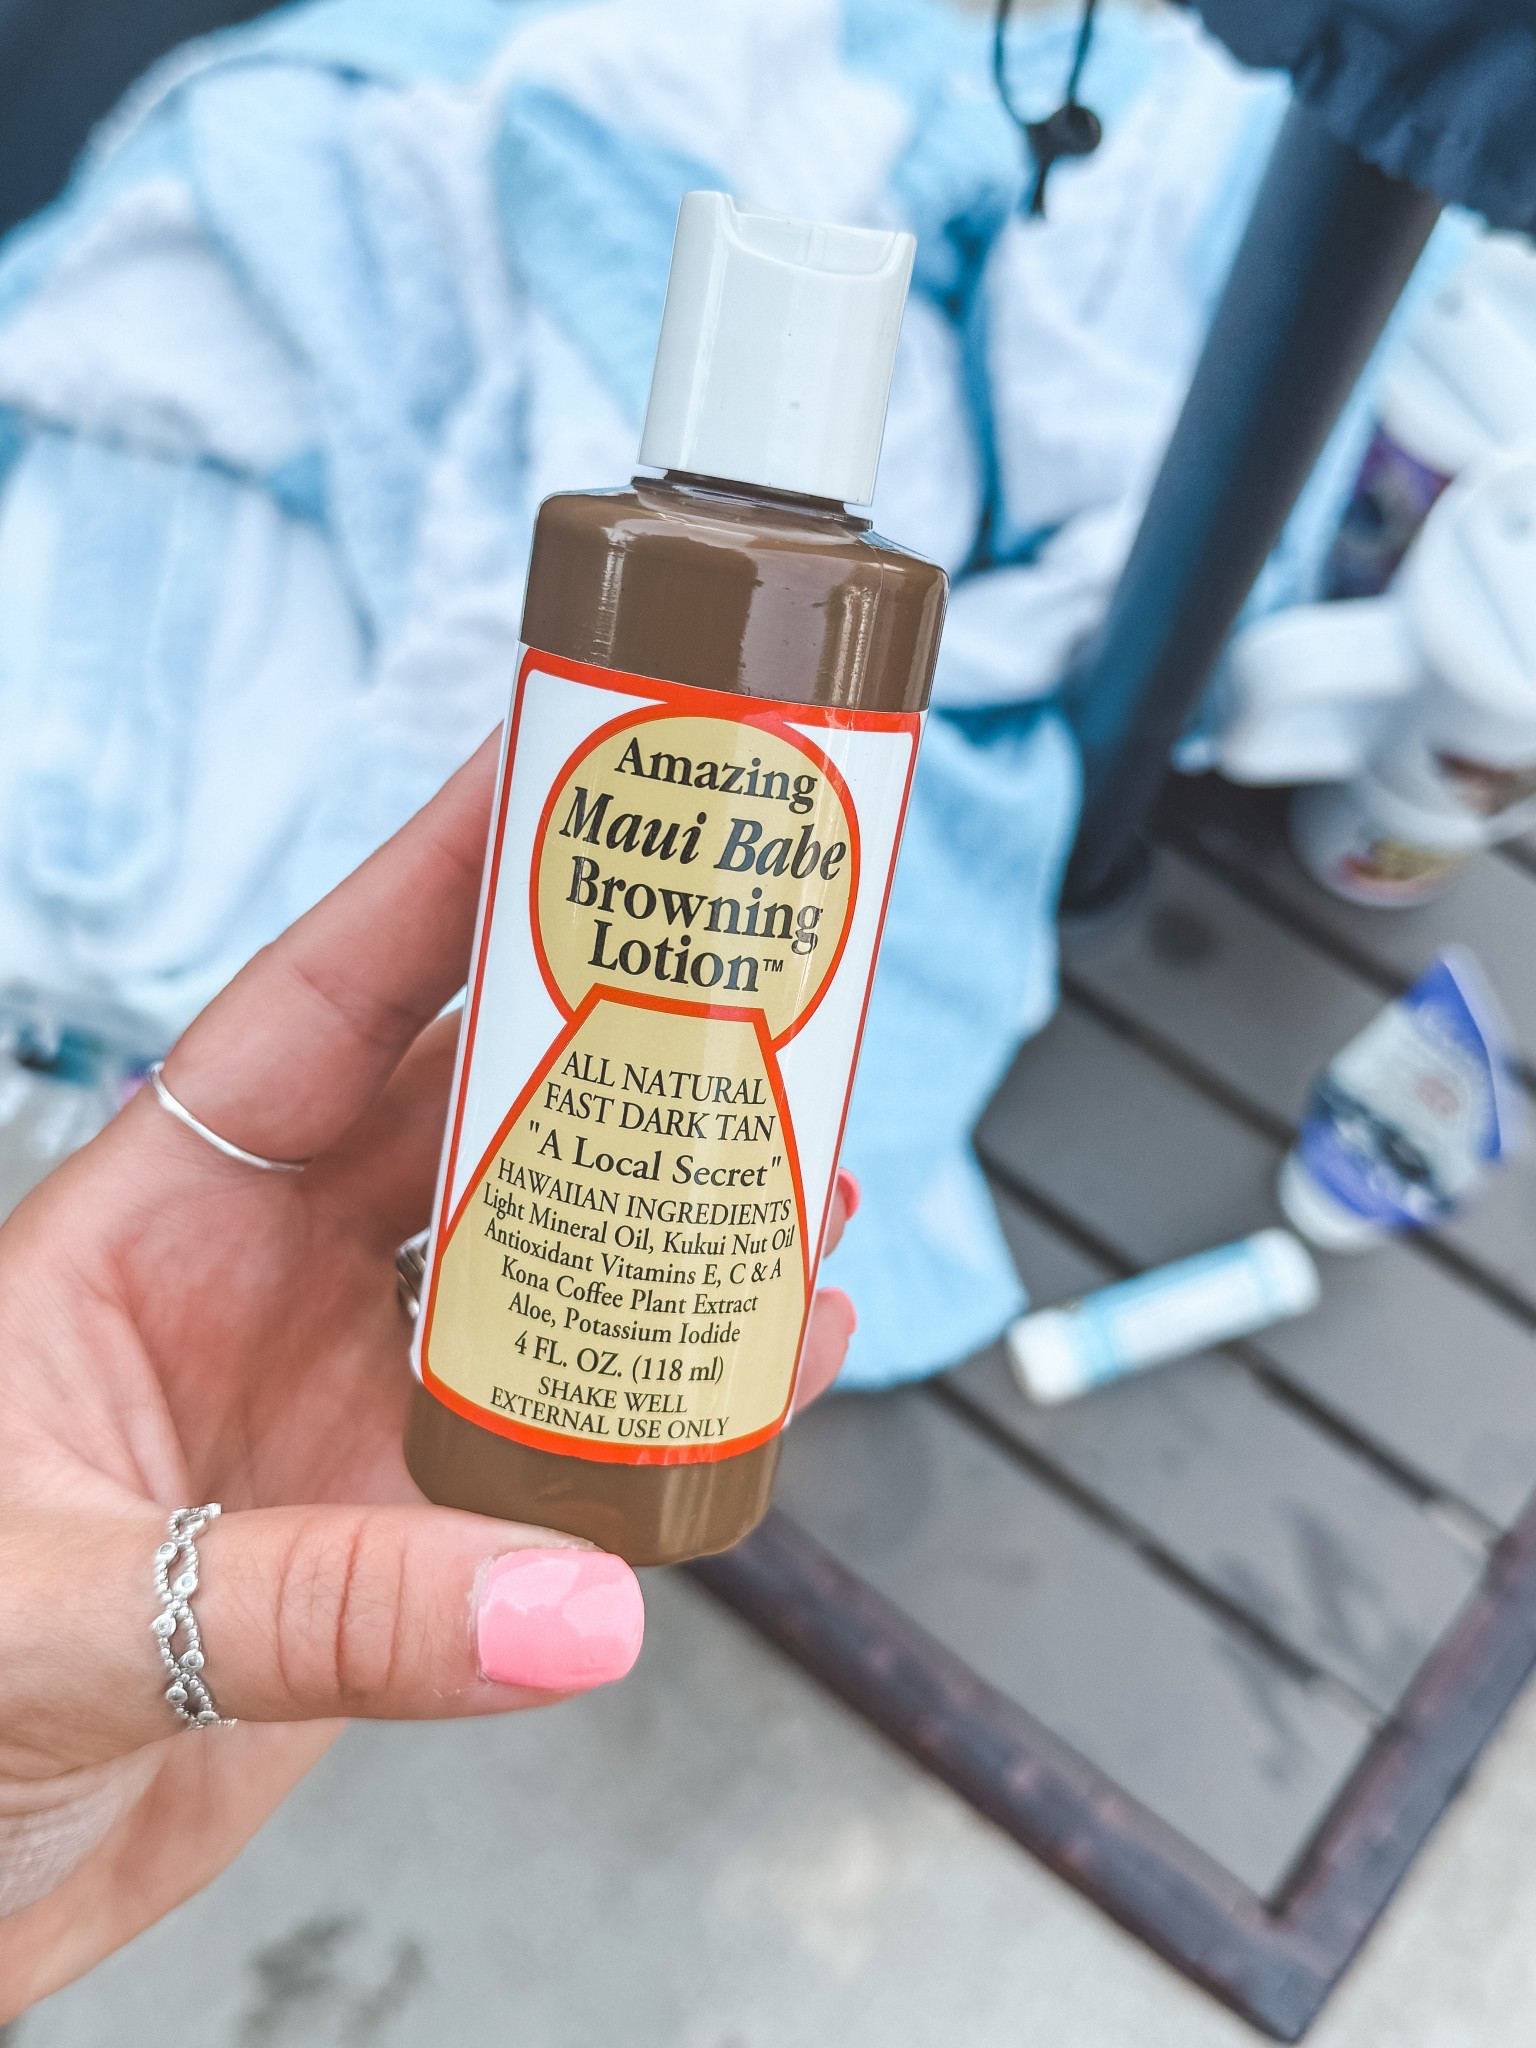 Amazing
Maui Babe
Browning
Lotion™
ALL NATURAL
FAST DARK TAN
"A Local Secret"
HAWAIIAN INGREDIENTS
Light Mineral Oil, Kukui Nut Oil
Antioxidant Vitamins E, C & A
Kona Coffee Plant Extract
Aloe, Potassium Iodide
4 FL. OZ. (118 ml)
SHAKE WELL
EXTERNAL USE ONLY